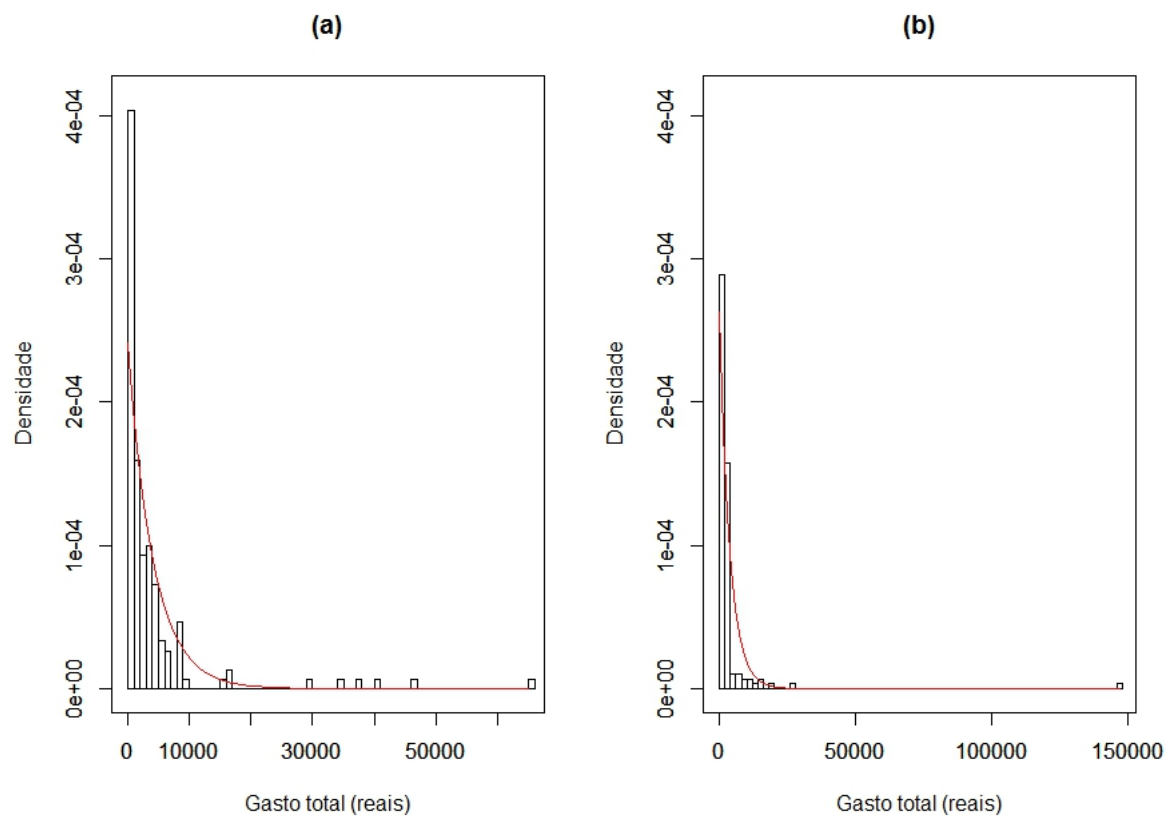 (a)
Densidade
4e-04
3e-04
2e-04
1e-04
0e+00
0 10000 30000 50000
Gasto total (reais)
(b)
Densidade
4e-04
3e-04
2e-04
1e-04
0e+00
0 50000 100000 150000
Gasto total (reais)